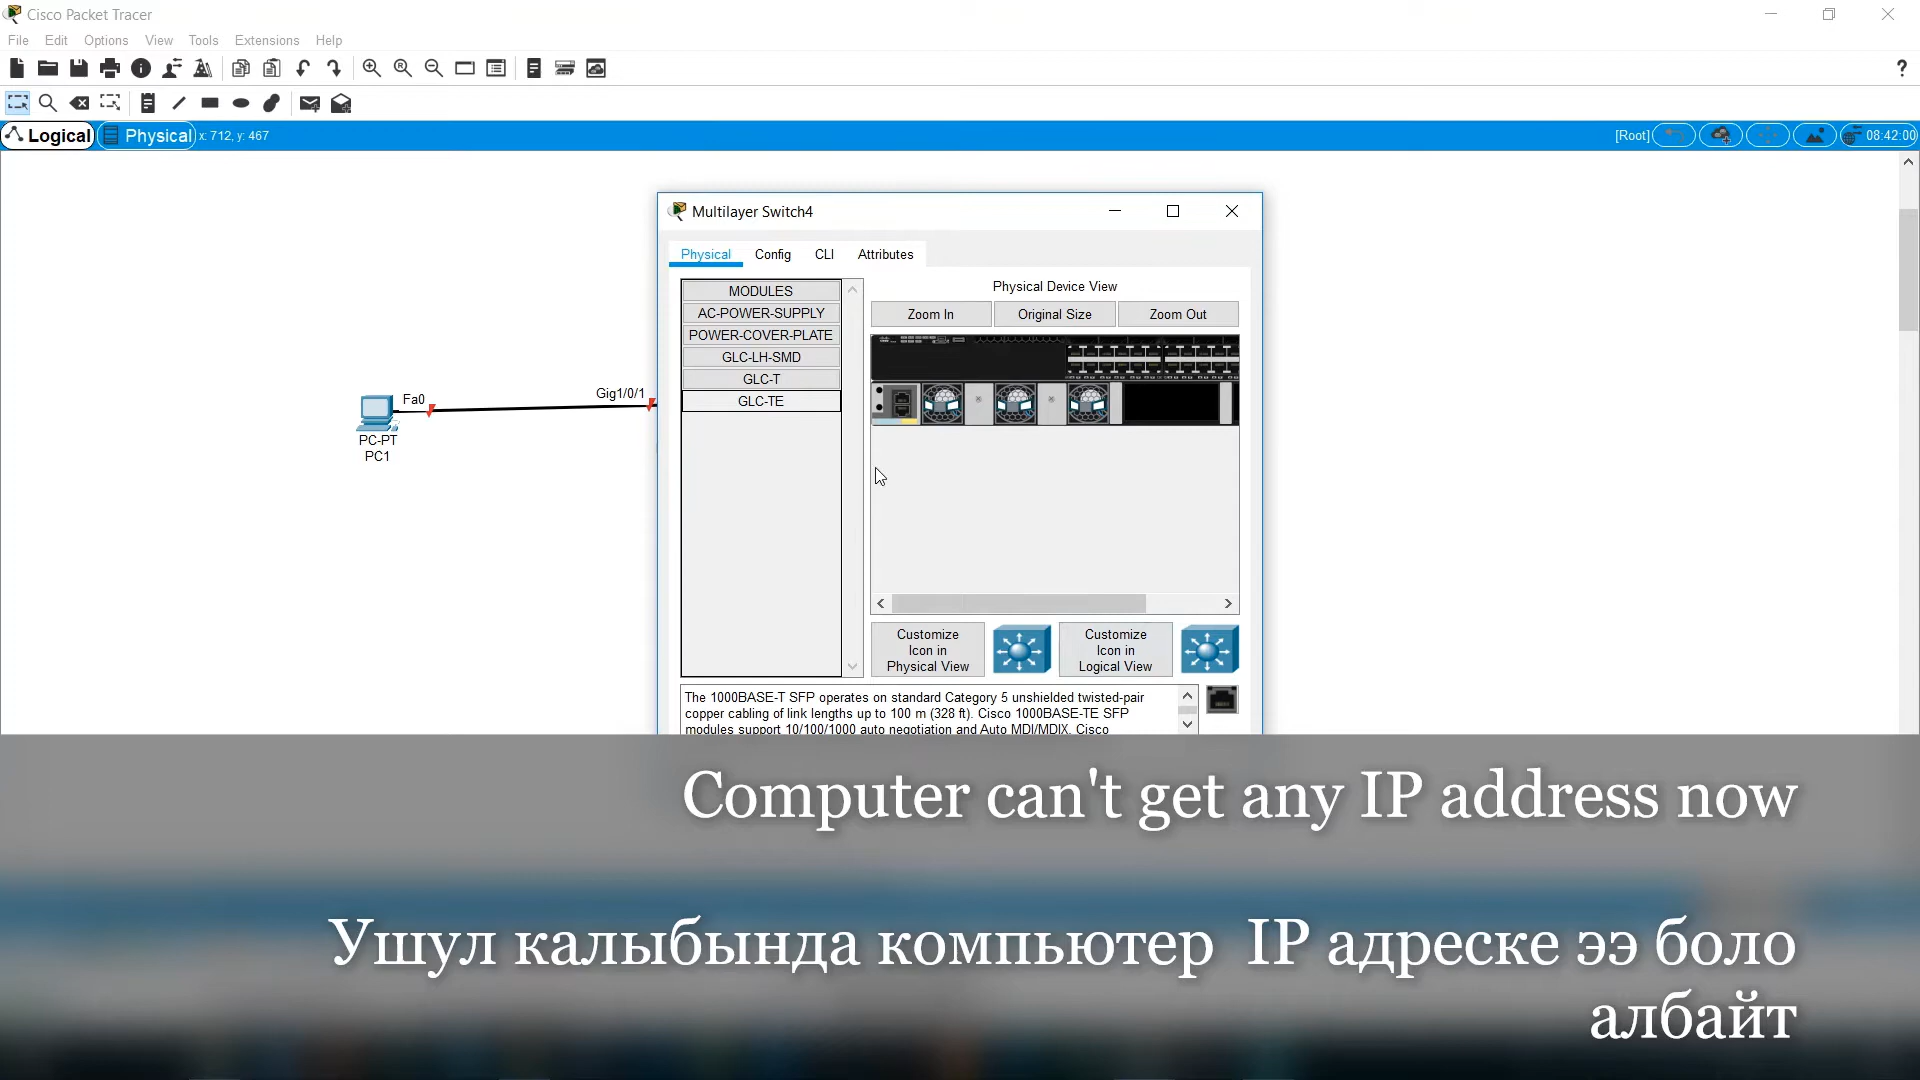 Cisco Packet Tracer
File Edit Options View Tools Extensions Help
Logical Physical x: 712, y: 467 [Root] 08:42:00
Multilayer Switch4
Physical Config CLI Attributes
MODULES
AC-POWER-SUPPLY
POWER-COVER-PLATE
GLC-LH-SMD
GLC-T
GLC-TE
Physical Device View
Zoom In Original Size Zoom Out
Fa0
Gig1/0/1
PC-PT
PC1
Customize
Icon in
Physical View
Customize
Icon in
Logical View
The 1000BASE-T SFP operates on standard Category 5 unshielded twisted-pair
copper cabling of link lengths up to 100 m (328 ft). Cisco 1000BASE-TE SFP
modules support 10/100/1000 auto negotiation and Auto MDI/MDIX. Cisco
Computer can't get any IP address now
Ушул калыбында компьютер IP адреске ээ боло
албайт